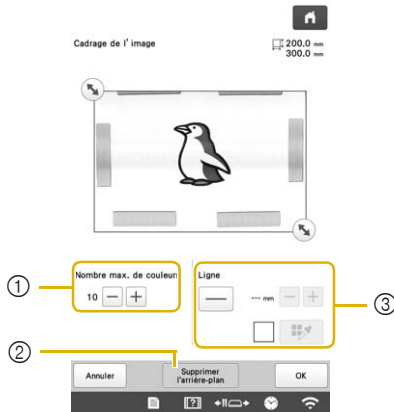 Cadrage de l'image
200.0 mm
300.0 mm
Nombre max. de couleur
10 − +
Ligne
--- mm − +
①
②
③
Annuler
Supprimer
l'arrière-plan
OK